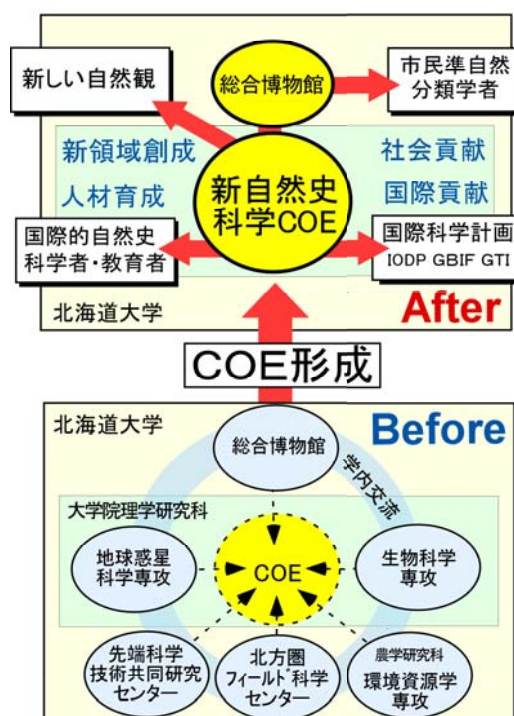 新しい自然観
総合博物館
市民準自然
分類学者
新領域創成
人材育成
社会貢献
国際貢献
新自然史
科学COE
国際的自然史
科学者・教育者
国際科学計画
IODP GBIF GTI
北海道大学
After
COE形成
北海道大学
Before
総合博物館
学内交流
大学院理学研究科
地球惑星
科学専攻
COE
生物科学
専攻
先端科学
技術共同研究
センター
北方圏
フィールド科学
センター
農学研究科
環境資源学
専攻